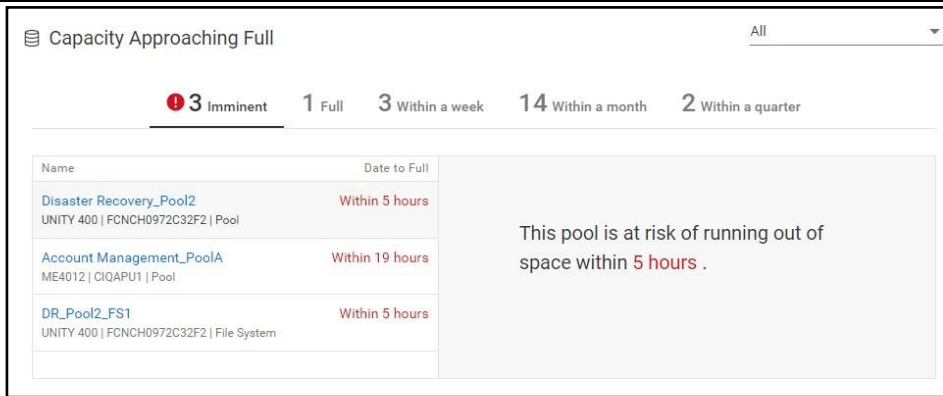 Capacity Approaching Full
All
3 Imminent
1 Full
3 Within a week
14 Within a month
2 Within a quarter
Name
Date to Full
Disaster Recovery_Pool2
Within 5 hours
UNITY 400 | FCNCH0972C32F2 | Pool
Account Management_PoolA
Within 19 hours
ME4012 | CIQAPU1 | Pool
DR_Pool2_FS1
Within 5 hours
UNITY 400 | FCNCH0972C32F2 | File System
This pool is at risk of running out of
space within 5 hours .